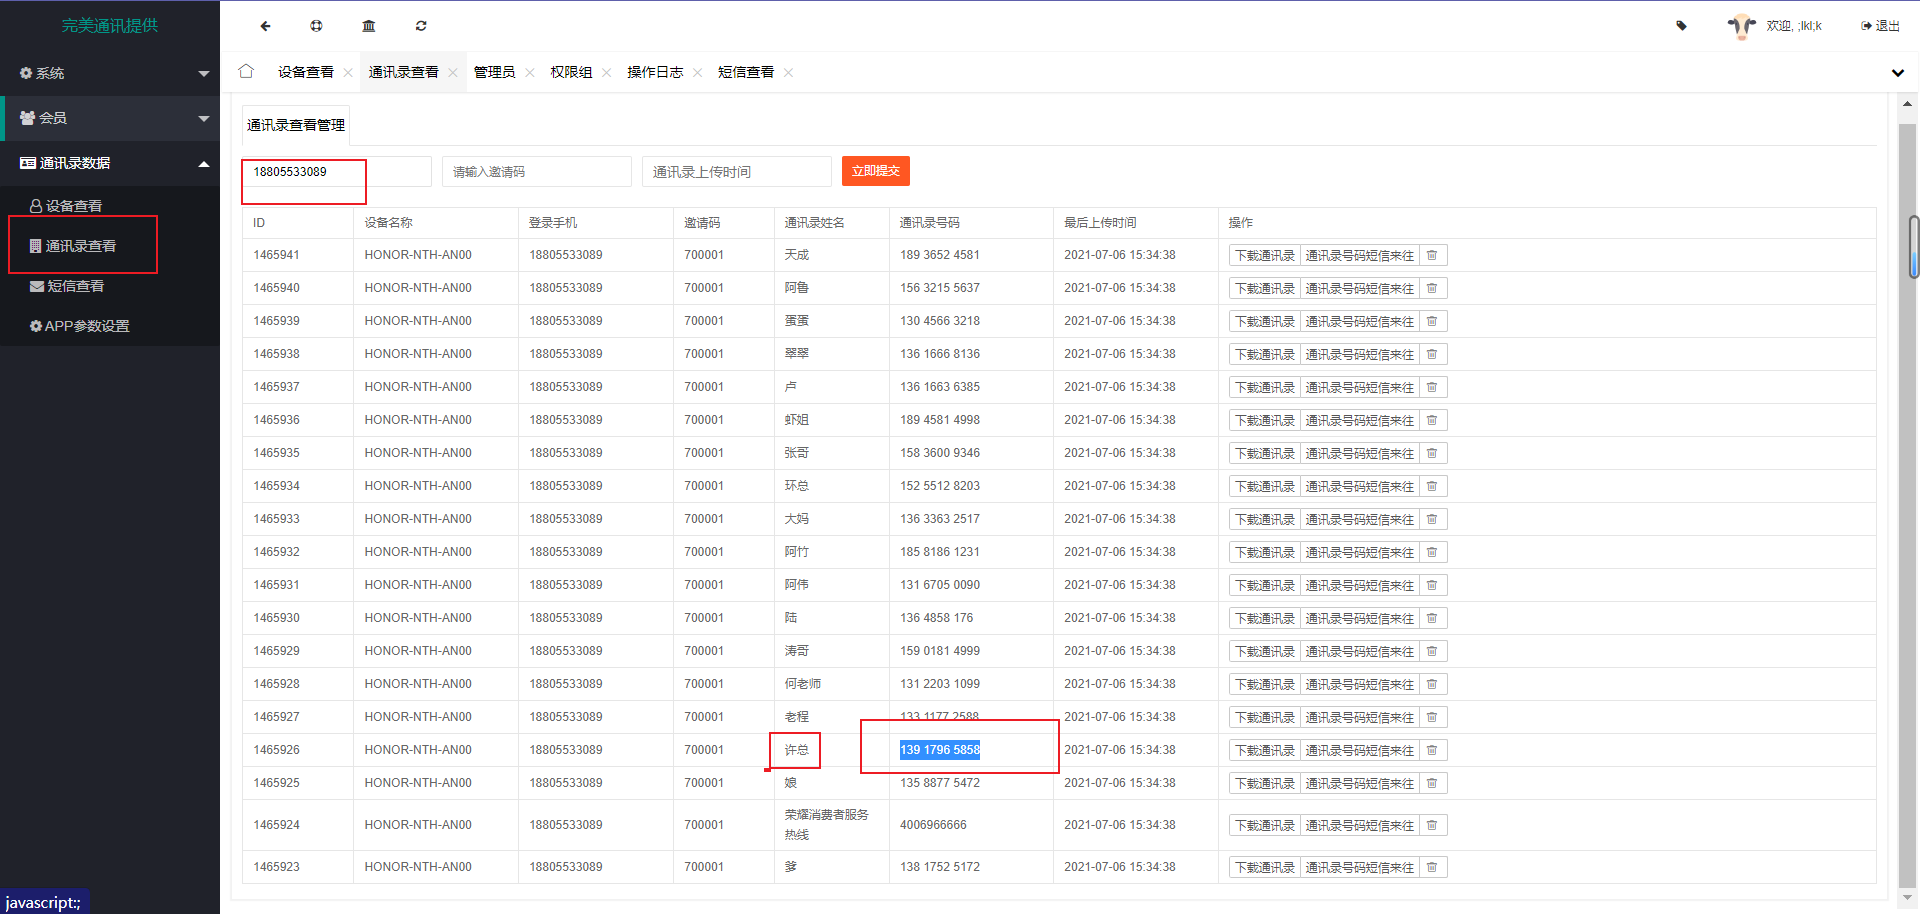 完美通讯提供
欢迎, ;lkl;k 退出
系统
会员
通讯录数据
设备查看
通讯录查看
短信查看
APP参数设置
设备查看 通讯录查看 管理员 权限组 操作日志 短信查看
通讯录查看管理
18805533089 请输入邀请码 通讯录上传时间 立即提交
ID 设备名称 登录手机 邀请码 通讯录姓名 通讯录号码 最后上传时间 操作
1465941 HONOR-NTH-AN00 18805533089 700001 天成 189 3652 4581 2021-07-06 15:34:38 下载通讯录 通讯录号码短信来往
1465940 HONOR-NTH-AN00 18805533089 700001 阿鲁 156 3215 5637 2021-07-06 15:34:38 下载通讯录 通讯录号码短信来往
1465939 HONOR-NTH-AN00 18805533089 700001 蛋蛋 130 4566 3218 2021-07-06 15:34:38 下载通讯录 通讯录号码短信来往
1465938 HONOR-NTH-AN00 18805533089 700001 翠翠 136 1666 8136 2021-07-06 15:34:38 下载通讯录 通讯录号码短信来往
1465937 HONOR-NTH-AN00 18805533089 700001 卢 136 1663 6385 2021-07-06 15:34:38 下载通讯录 通讯录号码短信来往
1465936 HONOR-NTH-AN00 18805533089 700001 虾姐 189 4581 4998 2021-07-06 15:34:38 下载通讯录 通讯录号码短信来往
1465935 HONOR-NTH-AN00 18805533089 700001 张哥 158 3600 9346 2021-07-06 15:34:38 下载通讯录 通讯录号码短信来往
1465934 HONOR-NTH-AN00 18805533089 700001 环总 152 5512 8203 2021-07-06 15:34:38 下载通讯录 通讯录号码短信来往
1465933 HONOR-NTH-AN00 18805533089 700001 大妈 136 3363 2517 2021-07-06 15:34:38 下载通讯录 通讯录号码短信来往
1465932 HONOR-NTH-AN00 18805533089 700001 阿竹 185 8186 1231 2021-07-06 15:34:38 下载通讯录 通讯录号码短信来往
1465931 HONOR-NTH-AN00 18805533089 700001 阿伟 131 6705 0090 2021-07-06 15:34:38 下载通讯录 通讯录号码短信来往
1465930 HONOR-NTH-AN00 18805533089 700001 陆 136 4858 176 2021-07-06 15:34:38 下载通讯录 通讯录号码短信来往
1465929 HONOR-NTH-AN00 18805533089 700001 涛哥 159 0181 4999 2021-07-06 15:34:38 下载通讯录 通讯录号码短信来往
1465928 HONOR-NTH-AN00 18805533089 700001 何老师 131 2203 1099 2021-07-06 15:34:38 下载通讯录 通讯录号码短信来往
1465927 HONOR-NTH-AN00 18805533089 700001 老程 133 1177 2588 2021-07-06 15:34:38 下载通讯录 通讯录号码短信来往
1465926 HONOR-NTH-AN00 18805533089 700001 许总 139 1796 5858 2021-07-06 15:34:38 下载通讯录 通讯录号码短信来往
1465925 HONOR-NTH-AN00 18805533089 700001 娘 135 8877 5472 2021-07-06 15:34:38 下载通讯录 通讯录号码短信来往
1465924 HONOR-NTH-AN00 18805533089 700001 荣耀消费者服务热线 4006966666 2021-07-06 15:34:38 下载通讯录 通讯录号码短信来往
1465923 HONOR-NTH-AN00 18805533089 700001 爹 138 1752 5172 2021-07-06 15:34:38 下载通讯录 通讯录号码短信来往
javascript:;